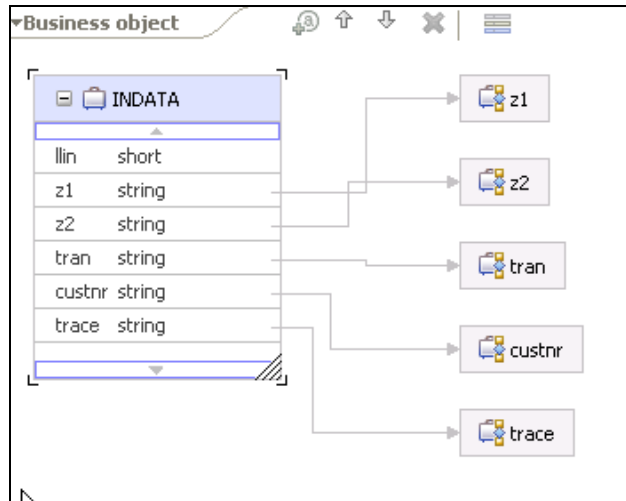 Business object
INDATA
llin short
z1 string
z2 string
tran string
custnr string
trace string
z1
z2
tran
custnr
trace